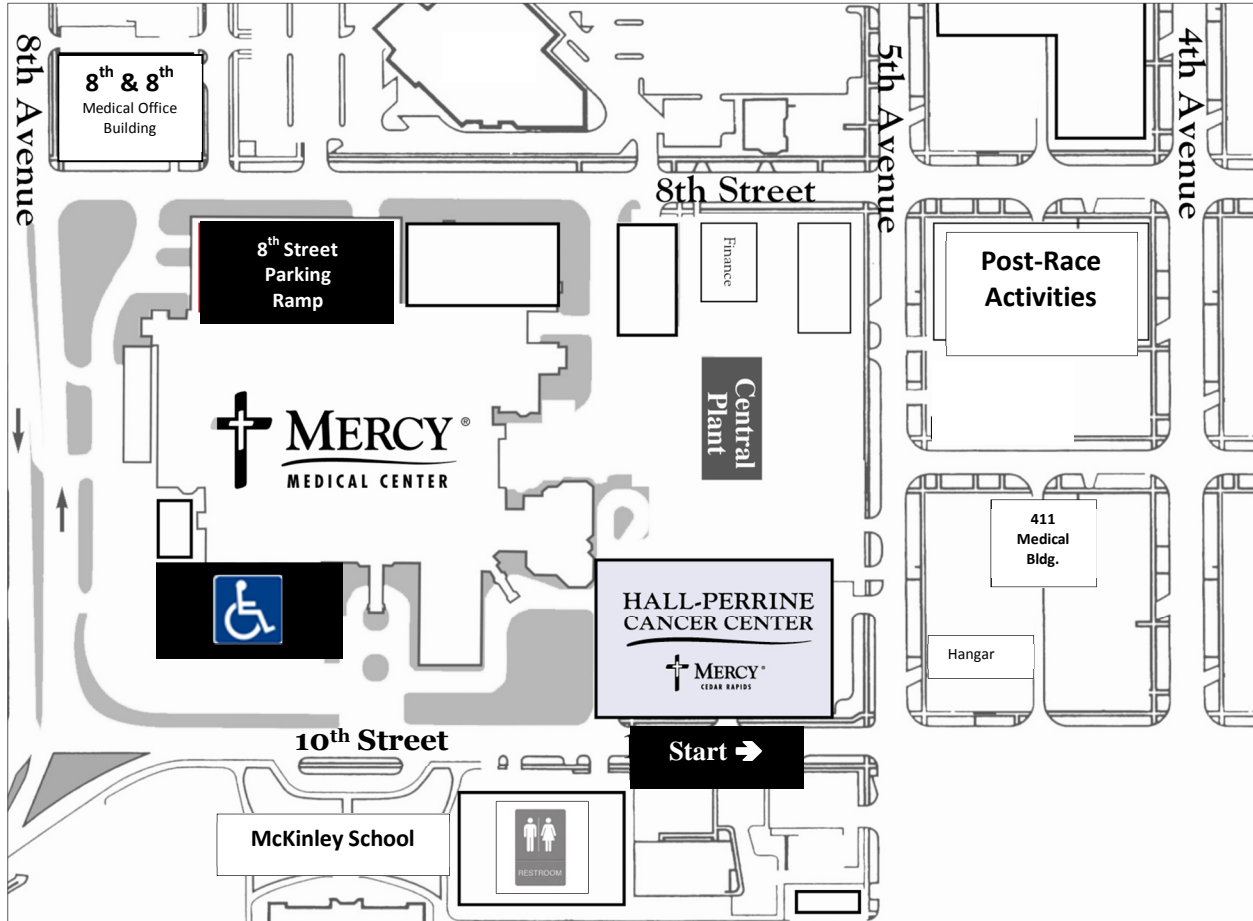 8th Avenue
8th & 8th
Medical Office
Building
5th Avenue
4th Avenue
8th Street
8th Street
Parking
Ramp
Finance
Post-Race
Activities
Central
Plant
MERCY®
MEDICAL CENTER
411
Medical
Bldg.
HALL-PERRINE
CANCER CENTER
MERCY®
CEDAR RAPIDS
Hangar
10th Street
Start
McKinley School
RESTROOM